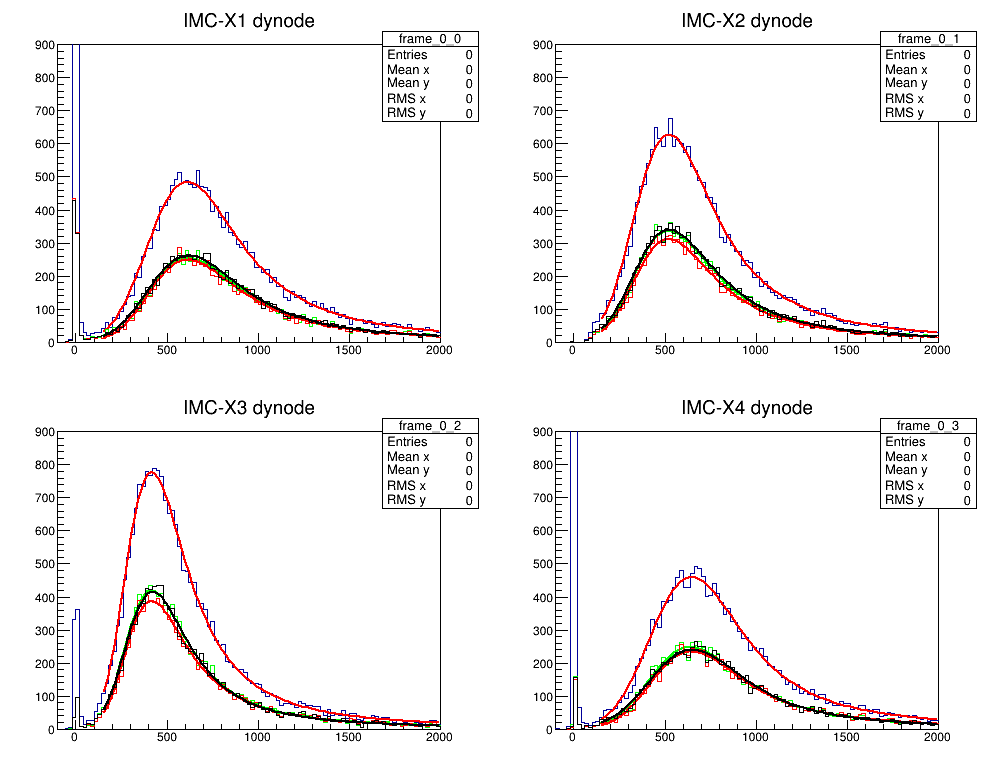 IMC-X1 dynode
frame_0_0
Entries 0
Mean x 0
Mean y 0
RMS x 0
RMS y 0
900
800
700
600
500
400
300
200
100
0
0 500 1000 1500 2000
IMC-X2 dynode
frame_0_1
Entries 0
Mean x 0
Mean y 0
RMS x 0
RMS y 0
900
800
700
600
500
400
300
200
100
0
0 500 1000 1500 2000
IMC-X3 dynode
frame_0_2
Entries 0
Mean x 0
Mean y 0
RMS x 0
RMS y 0
900
800
700
600
500
400
300
200
100
0
0 500 1000 1500 2000
IMC-X4 dynode
frame_0_3
Entries 0
Mean x 0
Mean y 0
RMS x 0
RMS y 0
900
800
700
600
500
400
300
200
100
0
0 500 1000 1500 2000